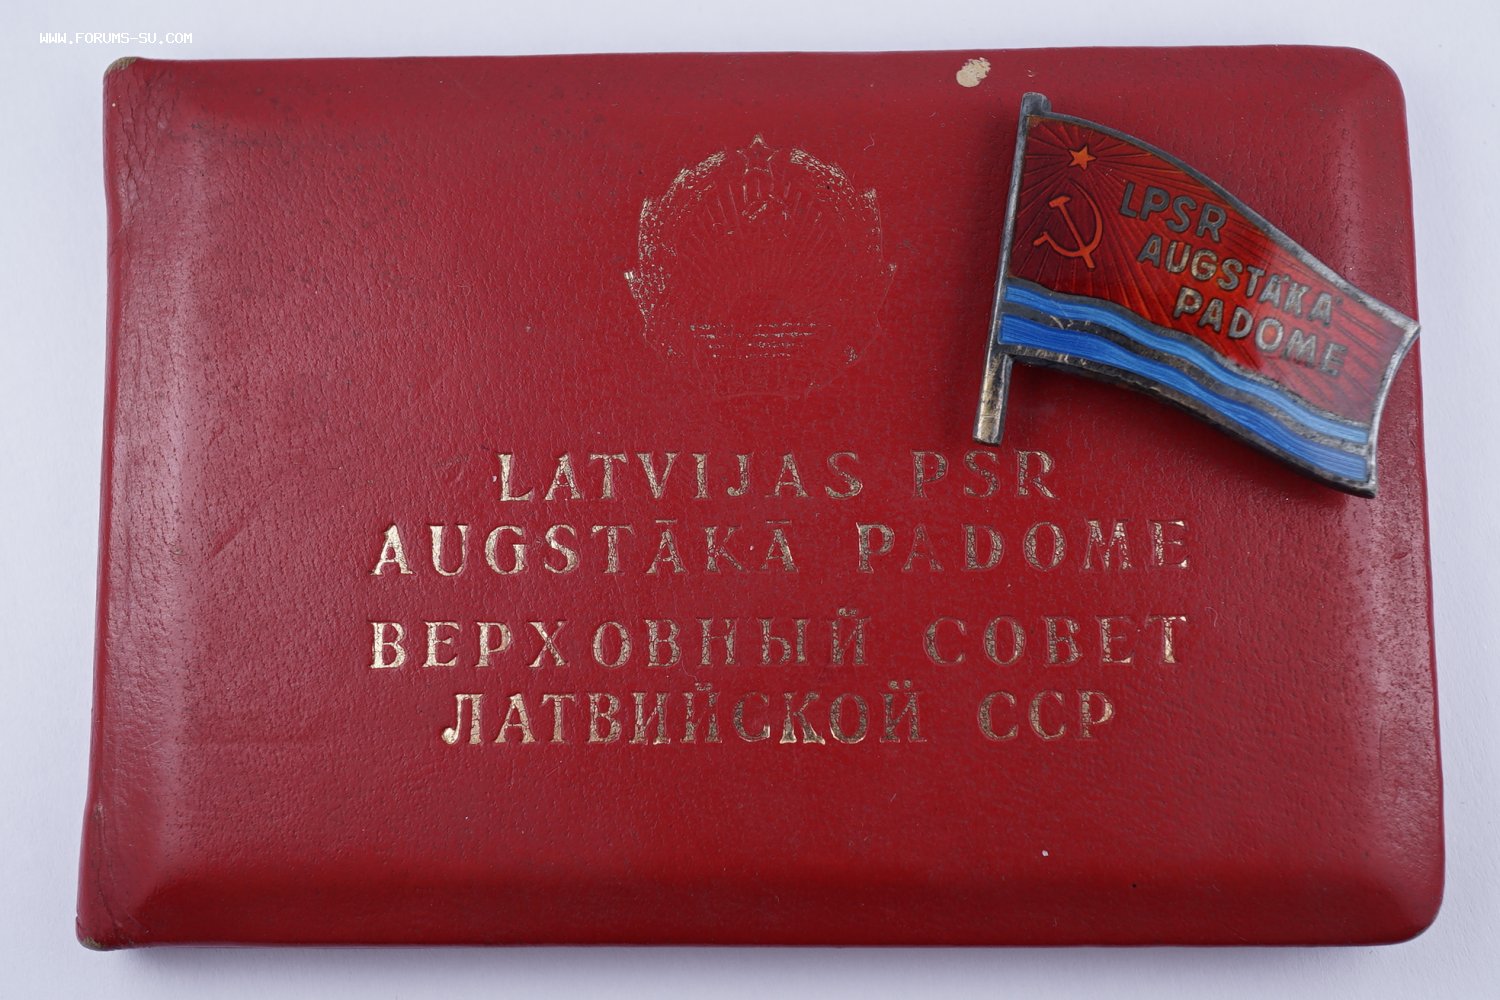 WWW.FORUMS-SU.COM
LPSR
AUGSTĀKĀ
PADOME
LATVIJAS PSR
AUGSTĀKĀ PADOME
ВЕРХОВНЫЙ СОВЕТ
ЛАТВИЙСКОЙ ССР